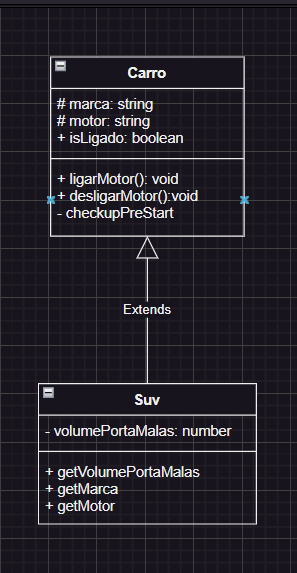 Carro
# marca: string
# motor: string
+ isLigado: boolean
+ ligarMotor(): void
+ desligarMotor():void
- checkupPreStart
Extends
Suv
- volumePortaMalas: number
+ getVolumePortaMalas
+ getMarca
+ getMotor